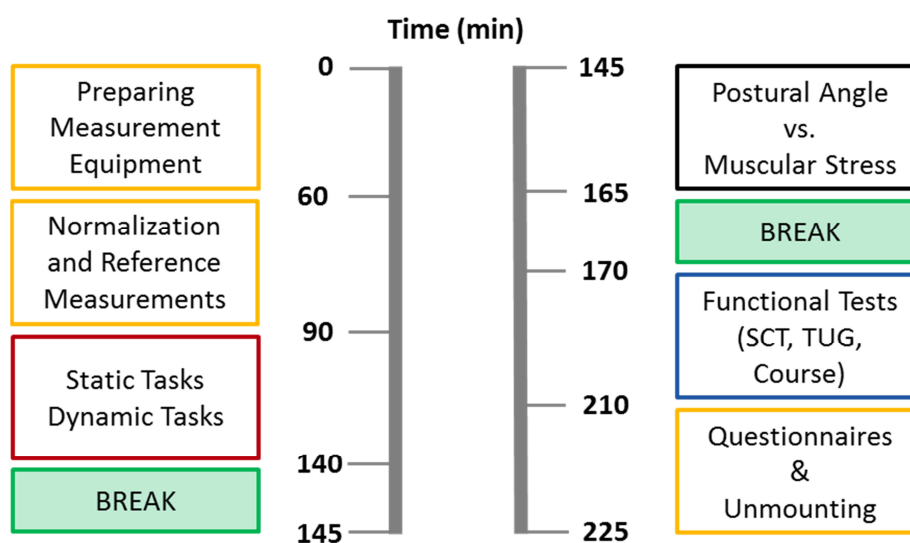 Time (min)
0
Preparing
Measurement
Equipment
60
Normalization
and Reference
Measurements
90
Static Tasks
Dynamic Tasks
140
BREAK
145
145
Postural Angle
vs.
Muscular Stress
165
BREAK
170
Functional Tests
(SCT, TUG,
Course)
210
Questionnaires
&
Unmounting
225